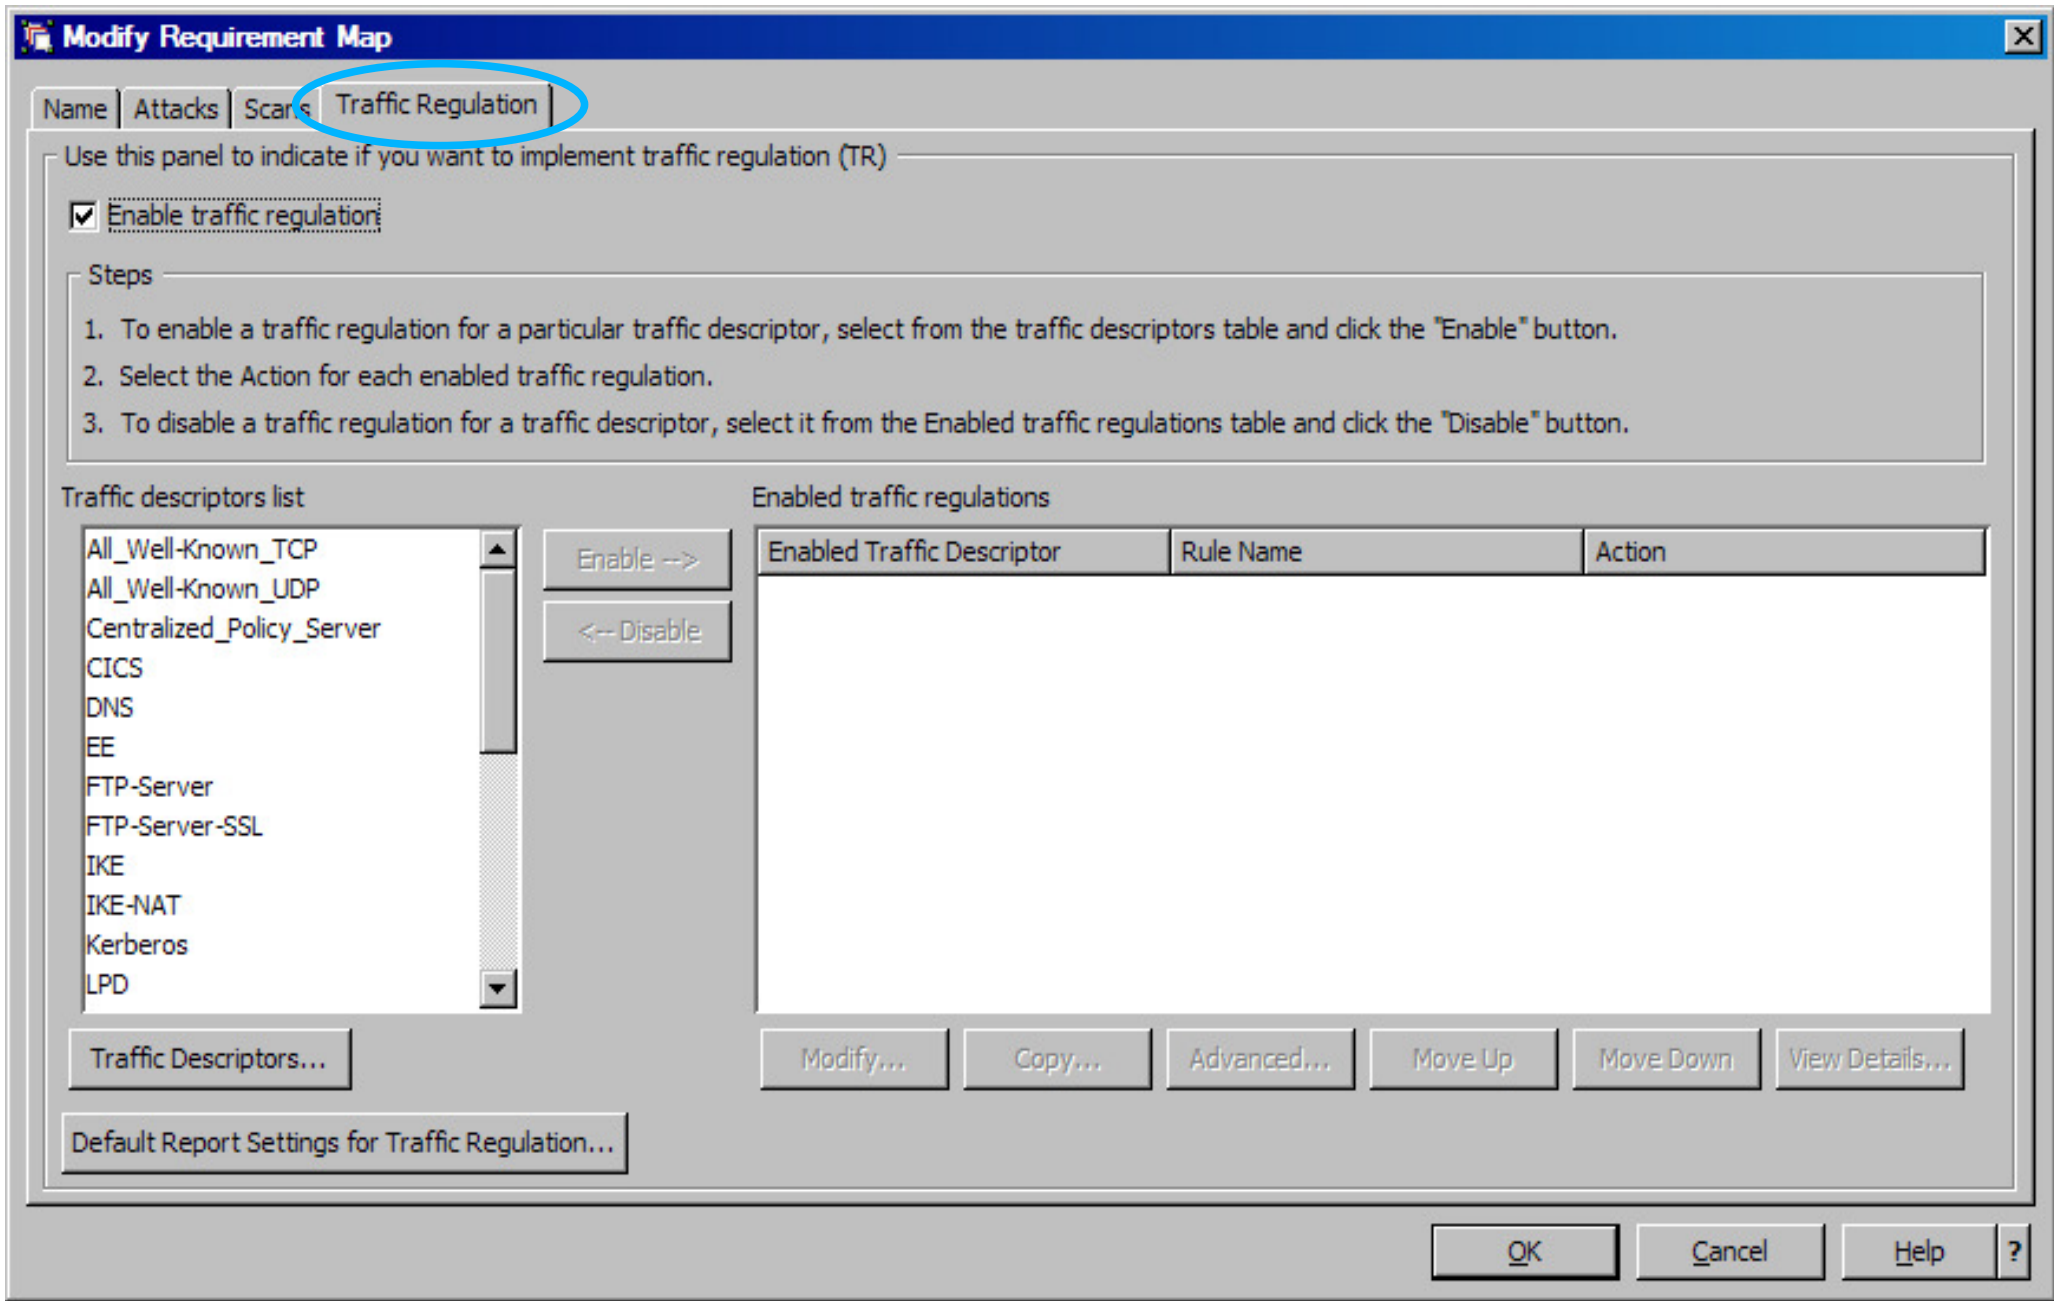 Modify Requirement Map
Name Attacks Scans Traffic Regulation
Use this panel to indicate if you want to implement traffic regulation (TR)
Enable traffic regulation
Steps
1. To enable a traffic regulation for a particular traffic descriptor, select from the traffic descriptors table and click the "Enable" button.
2. Select the Action for each enabled traffic regulation.
3. To disable a traffic regulation for a traffic descriptor, select it from the Enabled traffic regulations table and click the "Disable" button.
Traffic descriptors list
All_Well-Known_TCP
All_Well-Known_UDP
Centralized_Policy_Server
CICS
DNS
EE
FTP-Server
FTP-Server-SSL
IKE
IKE-NAT
Kerberos
LPD
Enable -->
<-- Disable
Enabled traffic regulations
Enabled Traffic Descriptor Rule Name Action
Traffic Descriptors...
Modify... Copy... Advanced... Move Up Move Down View Details...
Default Report Settings for Traffic Regulation...
OK Cancel Help ?